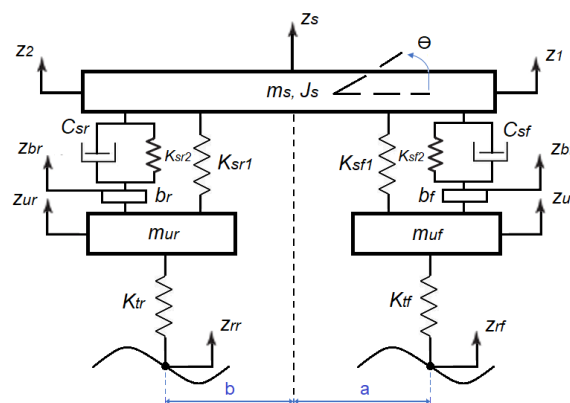 zs
Θ
z2
z1
ms, Js
Csr
Ksr2
Ksr1
Ksf1
Ksf2
Csf
zbr
br
bf
zb
zur
mur
muf
zu
Ktr
Ktf
zrr
zrf
b
a